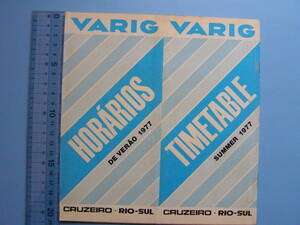 VARIG
HORÁRIOS
DE VERÃO 1977
CRUZEIRO · RIO-SUL
VARIG
TIMETABLE
SUMMER 1977
CRUZEIRO · RIO-SUL